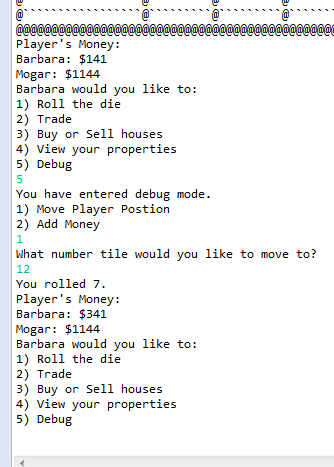 @`````````````````@`````````@`````````@```````
@@@@@@@@@@@@@@@@@@@@@@@@@@@@@@@@@@@@@@@@@@@@@@
Player's Money:
Barbara: $141
Mogar: $1144
Barbara would you like to:
1) Roll the die
2) Trade
3) Buy or Sell houses
4) View your properties
5) Debug
5
You have entered debug mode.
1) Move Player Postion
2) Add Money
1
What number tile would you like to move to?
12
You rolled 7.
Player's Money:
Barbara: $341
Mogar: $1144
Barbara would you like to:
1) Roll the die
2) Trade
3) Buy or Sell houses
4) View your properties
5) Debug